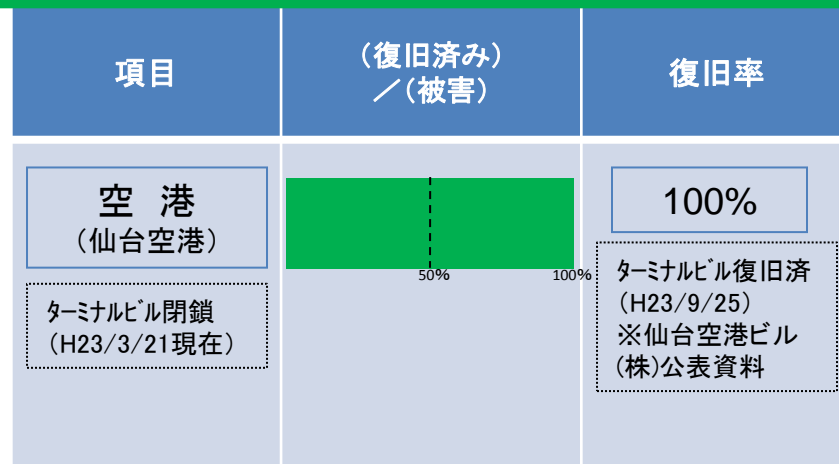 項目
（復旧済み）
／（被害）
復旧率
空 港
（仙台空港）
ﾀｰﾐﾅﾙﾋﾞﾙ閉鎖
（H23/3/21現在）
50%
100%
100%
ﾀｰﾐﾅﾙﾋﾞﾙ復旧済
（H23/9/25）
※仙台空港ビル
(株)公表資料